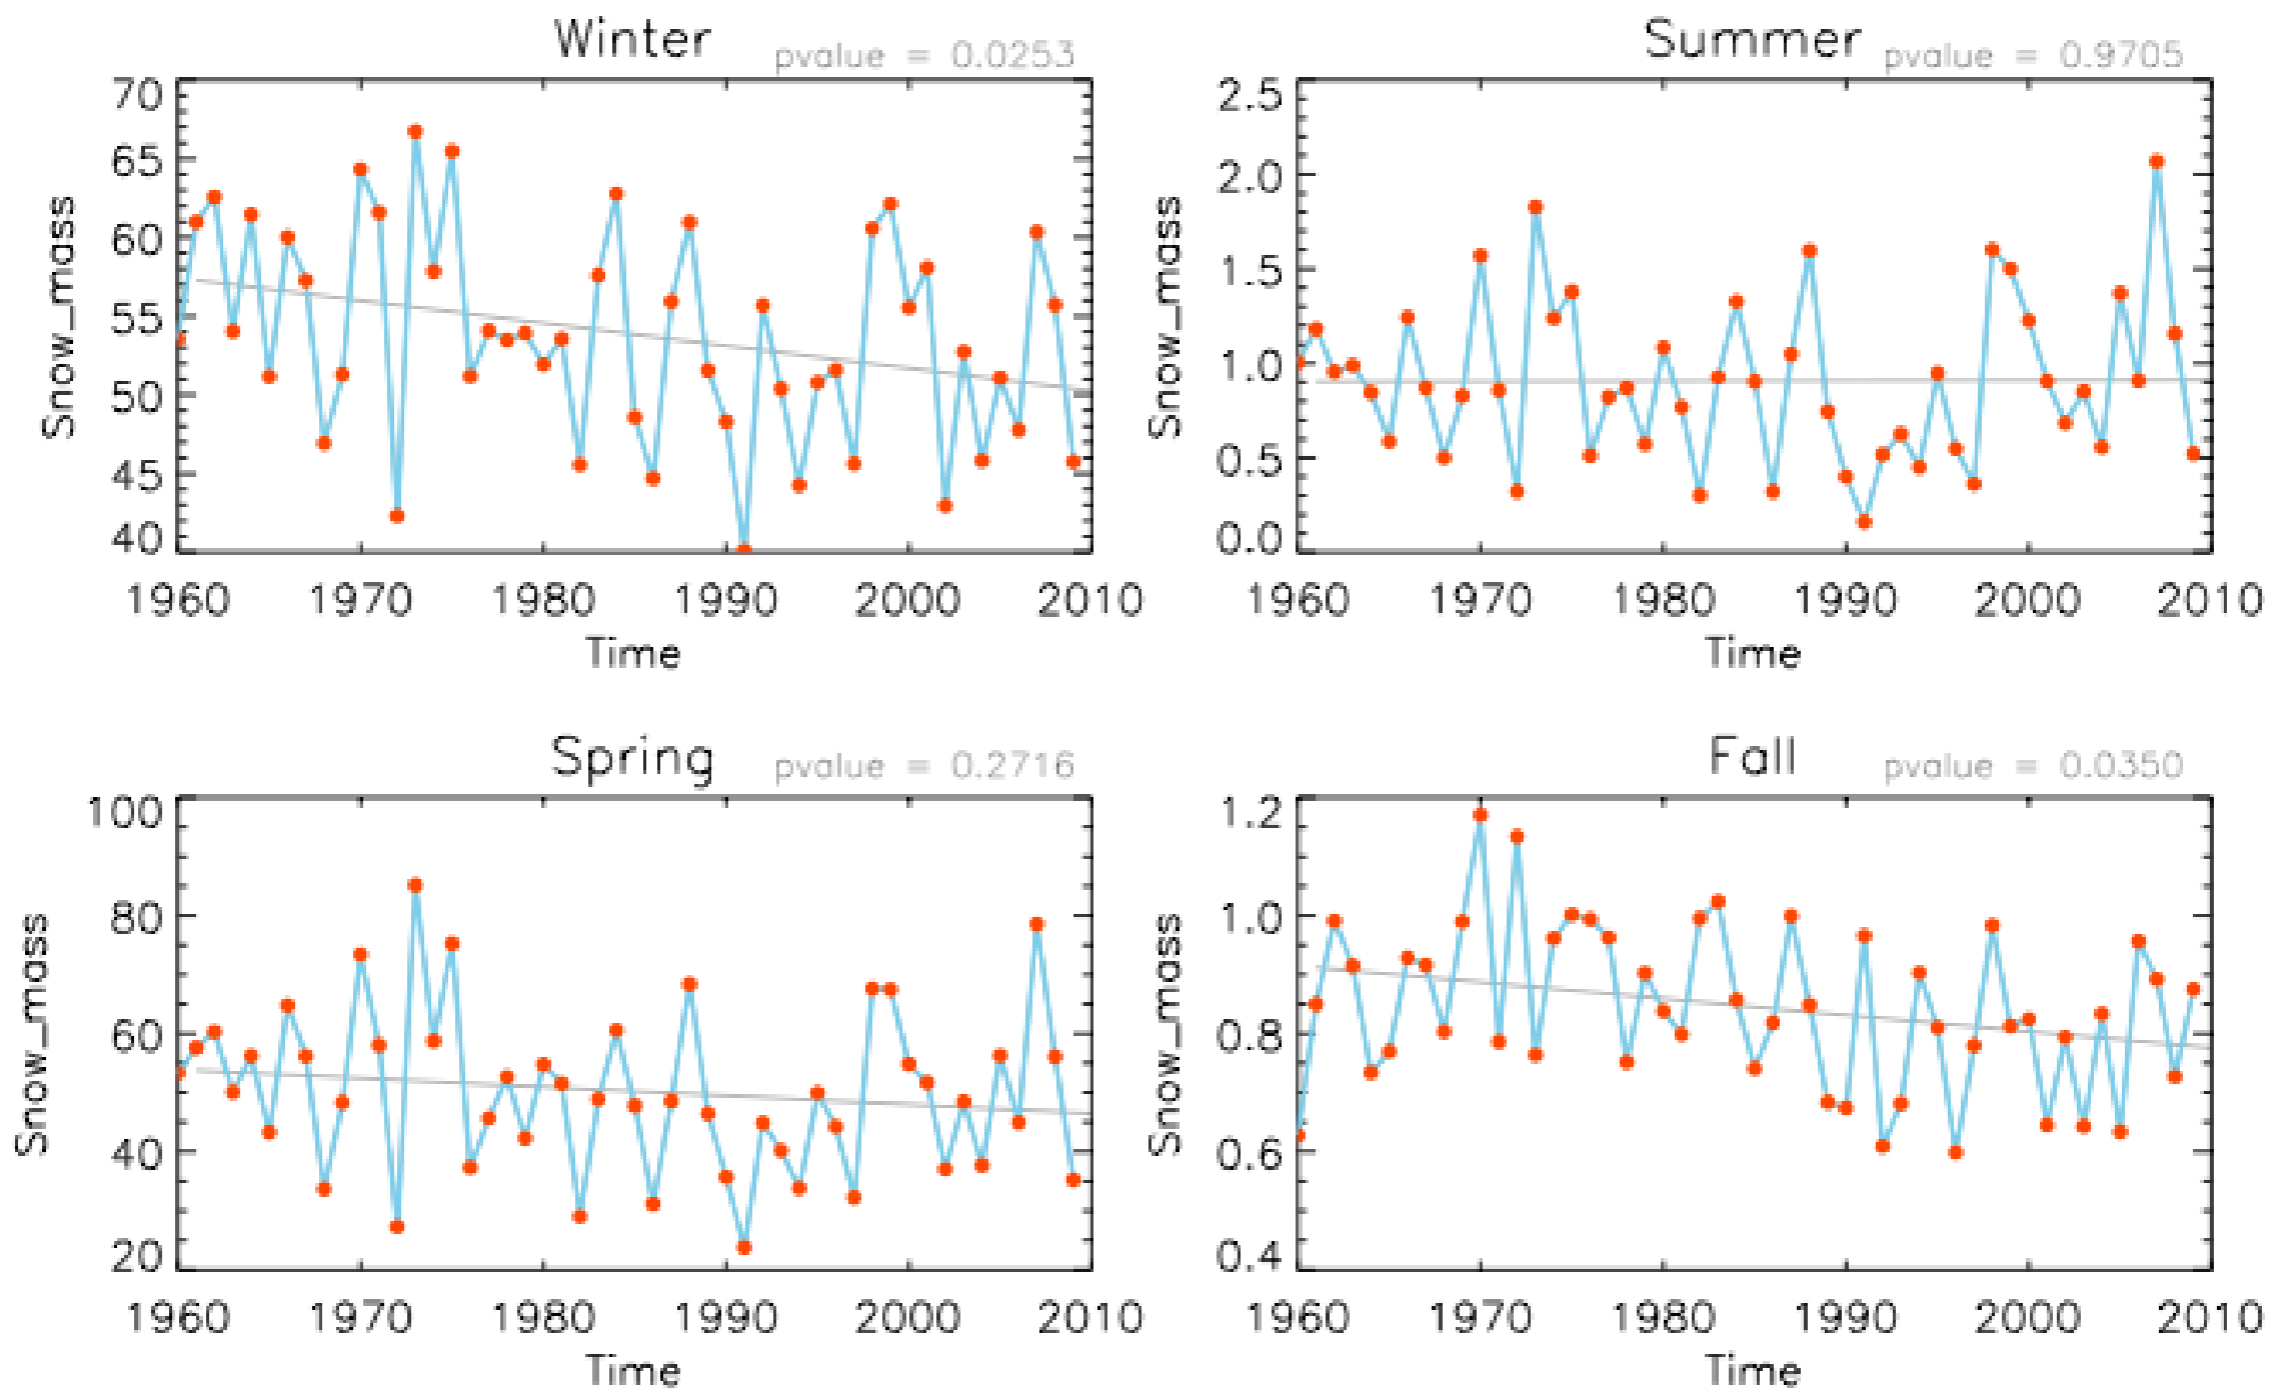 Winter pvalue = 0.0253
70
65
60
55
50
45
40
Snow_mass
1960 1970 1980 1990 2000 2010
Time
Summer pvalue = 0.9705
2.5
2.0
1.5
1.0
0.5
0.0
Snow_mass
1960 1970 1980 1990 2000 2010
Time
Spring pvalue = 0.2716
100
80
60
40
20
Snow_mass
1960 1970 1980 1990 2000 2010
Time
Fall pvalue = 0.0350
1.2
1.0
0.8
0.6
0.4
Snow_mass
1960 1970 1980 1990 2000 2010
Time